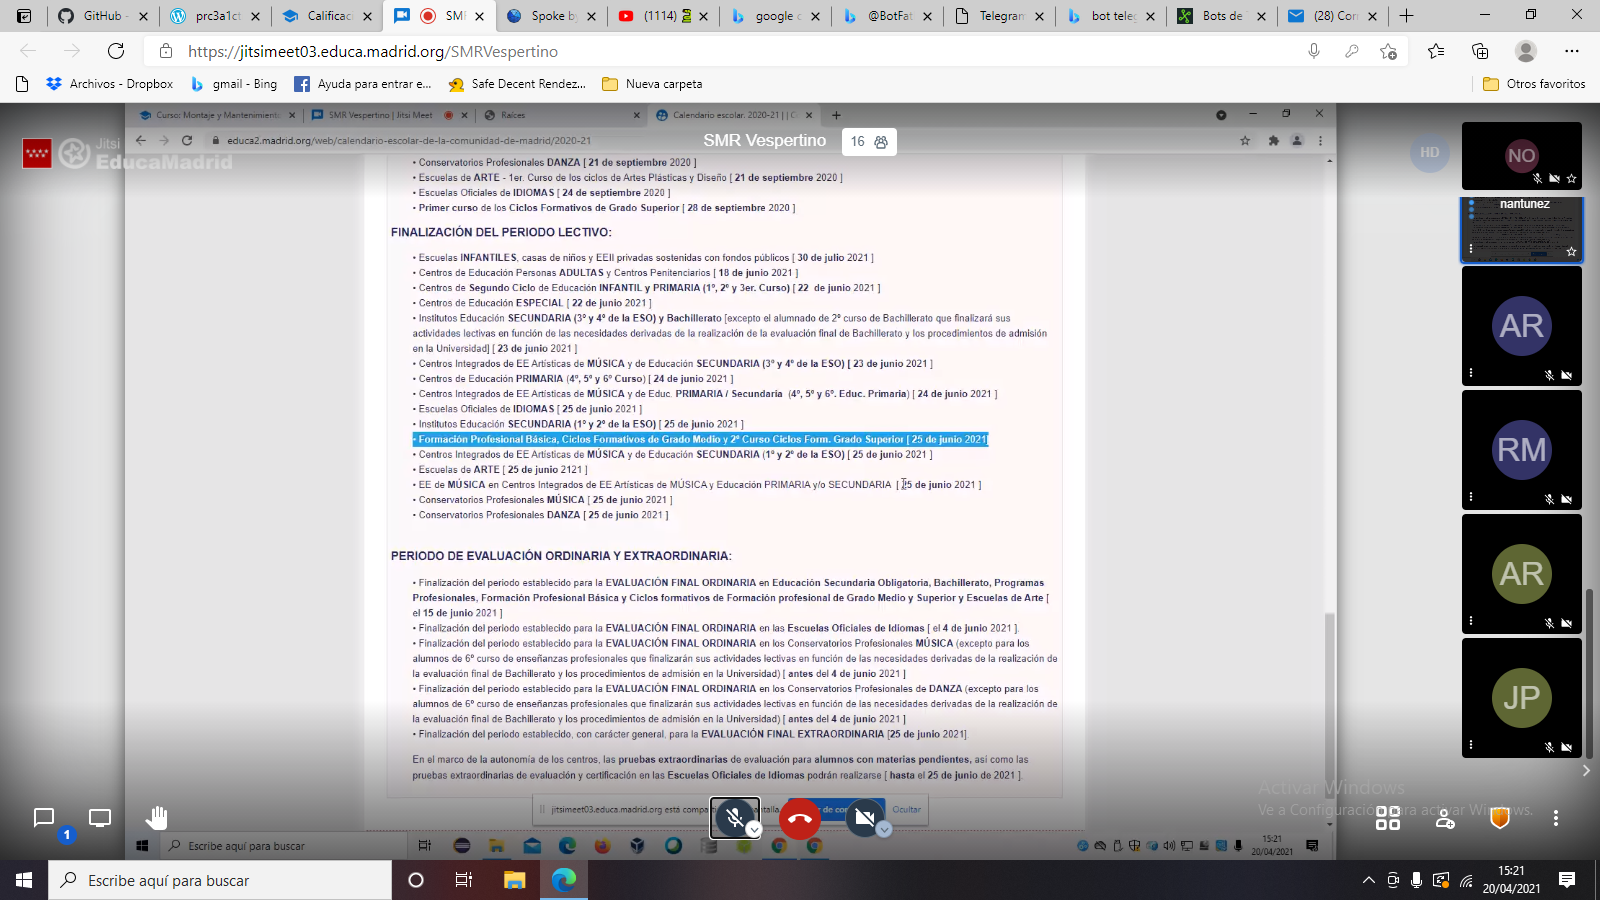 GitHub -
prc3a1ct
Calificaci
SMR
Spoke by
(1114)
google c
@BotFat
Telegram
bot teleg
Bots de
(28) Cor
https://jitsimeet03.educa.madrid.org/SMRVespertino
Archivos - Dropbox
gmail - Bing
Ayuda para entrar e...
Safe Decent Rendez...
Nueva carpeta
Otros favoritos
Curso: Montaje y Mantenimient
SMR Vespertino | Jitsi Meet
Raíces
Calendario escolar. 2020-21 | | C
educa2.madrid.org/web/calendario-escolar-de-la-comunidad-de-madrid/2020-21
Jitsi
EducaMadrid
SMR Vespertino
16
HD
NO
nantunez
AR
RM
AR
JP
• Conservatorios Profesionales DANZA [ 21 de septiembre 2020 ]
• Escuelas de ARTE - 1er. Curso de los ciclos de Artes Plásticas y Diseño [ 21 de septiembre 2020 ]
• Escuelas Oficiales de IDIOMAS [ 24 de septiembre 2020 ]
• Primer curso de los Ciclos Formativos de Grado Superior [ 28 de septiembre 2020 ]
FINALIZACIÓN DEL PERIODO LECTIVO:
• Escuelas INFANTILES, casas de niños y EEII privadas sostenidas con fondos públicos [ 30 de julio 2021 ]
• Centros de Educación Personas ADULTAS y Centros Penitenciarios [ 18 de junio 2021 ]
• Centros de Segundo Ciclo de Educación INFANTIL y PRIMARIA (1º, 2º y 3er. Curso) [ 22 de junio 2021 ]
• Centros de Educación ESPECIAL [ 22 de junio 2021 ]
• Institutos Educación SECUNDARIA (3º y 4º de la ESO) y Bachillerato [excepto el alumnado de 2º curso de Bachillerato que finalizará sus
actividades lectivas en función de las necesidades derivadas de la realización de la evaluación final de Bachillerato y los procedimientos de admisión
en la Universidad] [ 23 de junio 2021 ]
• Centros Integrados de EE Artísticas de MÚSICA y de Educación SECUNDARIA (3º y 4º de la ESO) [ 23 de junio 2021 ]
• Centros de Educación PRIMARIA (4º, 5º y 6º Curso) [ 24 de junio 2021 ]
• Centros Integrados de EE Artísticas de MÚSICA y de Educ. PRIMARIA / Secundaría (4º, 5º y 6º. Educ. Primaria) [ 24 de junio 2021 ]
• Escuelas Oficiales de IDIOMAS [ 25 de junio 2021 ]
• Institutos Educación SECUNDARIA (1º y 2º de la ESO) [ 25 de junio 2021 ]
• Formación Profesional Básica, Ciclos Formativos de Grado Medio y 2º Curso Ciclos Form. Grado Superior [ 25 de junio 2021]
• Centros Integrados de EE Artísticas de MÚSICA y de Educación SECUNDARIA (1º y 2º de la ESO) [ 25 de junio 2021 ]
• Escuelas de ARTE [ 25 de junio 2121 ]
• EE de MÚSICA en Centros Integrados de EE Artísticas de MÚSICA y Educación PRIMARIA y/o SECUNDARIA [ 25 de junio 2021 ]
• Conservatorios Profesionales MÚSICA [ 25 de junio 2021 ]
• Conservatorios Profesionales DANZA [ 25 de junio 2021 ]
PERIODO DE EVALUACIÓN ORDINARIA Y EXTRAORDINARIA:
• Finalización del periodo establecido para la EVALUACIÓN FINAL ORDINARIA en Educación Secundaria Obligatoria, Bachillerato, Programas
Profesionales, Formación Profesional Básica y Ciclos formativos de Formación profesional de Grado Medio y Superior y Escuelas de Arte [
el 15 de junio 2021 ]
• Finalización del periodo establecido para la EVALUACIÓN FINAL ORDINARIA en las Escuelas Oficiales de Idiomas [ el 4 de junio 2021 ].
• Finalización del periodo establecido para la EVALUACIÓN FINAL ORDINARIA en los Conservatorios Profesionales MÚSICA (excepto para los
alumnos de 6º curso de enseñanzas profesionales que finalizarán sus actividades lectivas en función de las necesidades derivadas de la realización de
la evaluación final de Bachillerato y los procedimientos de admisión en la Universidad) [ antes del 4 de junio 2021 ]
• Finalización del periodo establecido para la EVALUACIÓN FINAL ORDINARIA en los Conservatorios Profesionales de DANZA (excepto para los
alumnos de 6º curso de enseñanzas profesionales que finalizarán sus actividades lectivas en función de las necesidades derivadas de la realización de
la evaluación final de Bachillerato y los procedimientos de admisión en la Universidad) [ antes del 4 de junio 2021 ]
• Finalización del periodo establecido, con carácter general, para la EVALUACIÓN FINAL EXTRAORDINARIA [25 de junio 2021].
En el marco de la autonomía de los centros, las pruebas extraordinarias de evaluación para alumnos con materias pendientes, así como las
pruebas extraordinarias de evaluación y certificación en las Escuelas Oficiales de Idiomas podrán realizarse [ hasta el 25 de junio de 2021 ].
jitsimeet03.educa.madrid.org está compar
Ocultar
Activar Windows
Ve a Configuración para activar Windows.
1
Escribe aquí para buscar
15:21
20/04/2021
Escribe aquí para buscar
15:21
20/04/2021